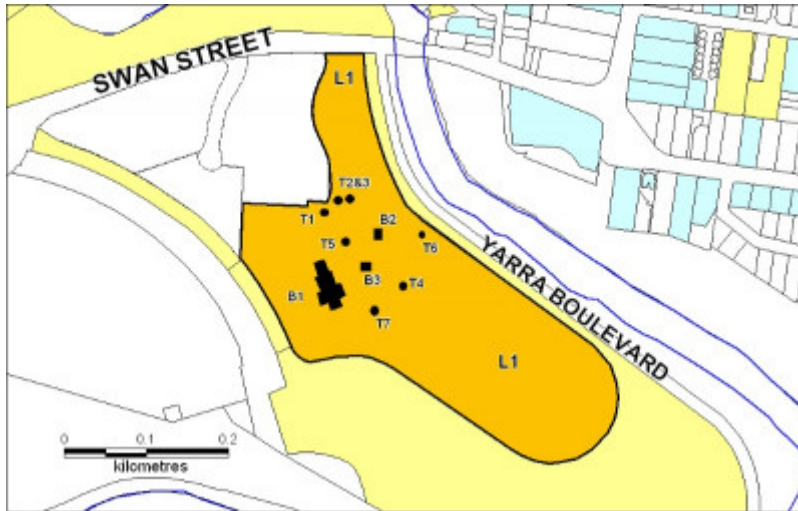 SWAN STREET
L1
T2&3
T1
B2
T5
T6
B3
B1
T4
T7
YARRA BOULEVARD
L1
0 0.1 0.2
kilometres